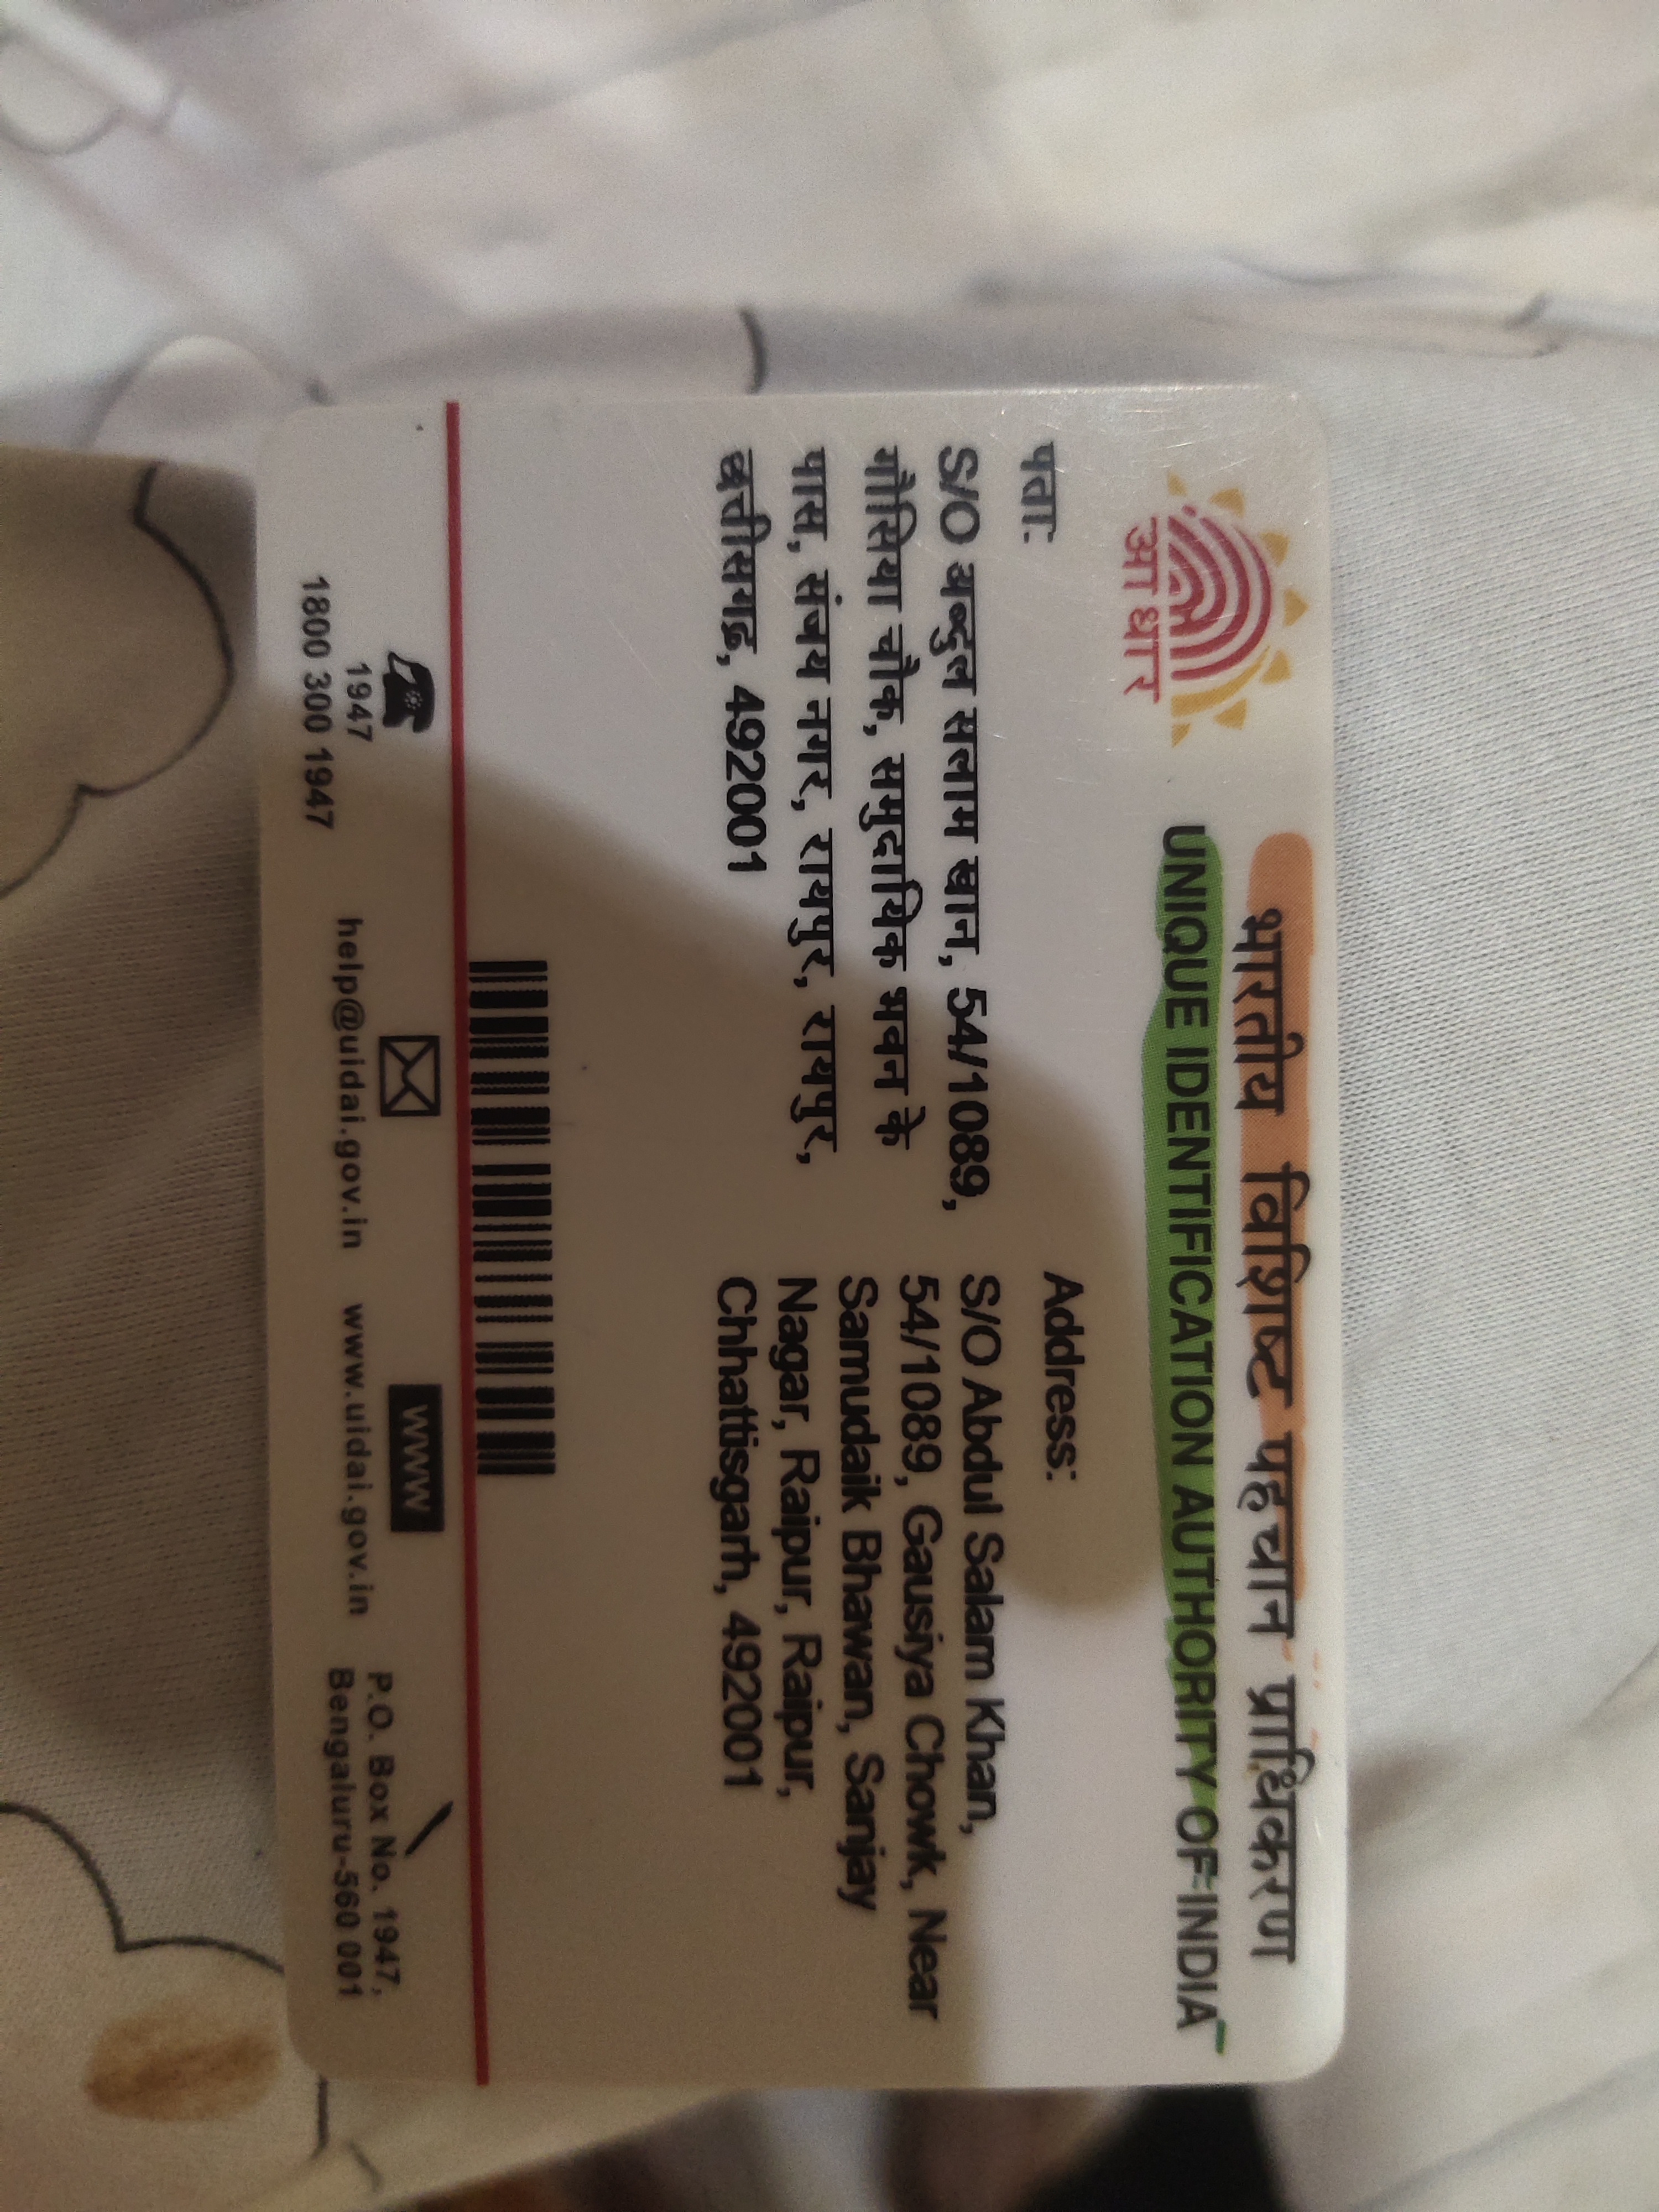 आधार
भारतीय विशिष्ट पहचान प्राधिकरण
UNIQUE IDENTIFICATION AUTHORITY OF INDIA
पता:
S/O अब्दुल सलाम खान, 54/1089,
गौसिया चौक, समुदायिक भवन के
पास, संजय नगर, रायपुर, रायपुर,
छत्तीसगढ़, 492001
Address:
S/O Abdul Salam Khan,
54/1089, Gausiya Chowk, Near
Samudaik Bhawan, Sanjay
Nagar, Raipur, Raipur,
Chhattisgarh, 492001
1947
1800 300 1947
help@uidai.gov.in
www
www.uidai.gov.in
P.O. Box No. 1947,
Bengaluru-560 001